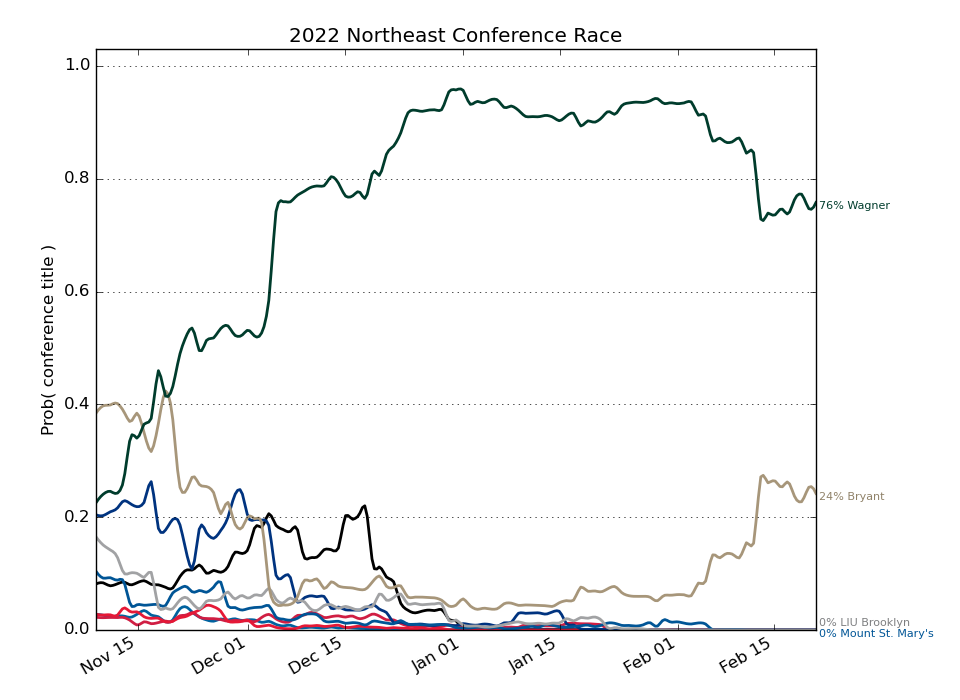 2022 Northeast Conference Race
Prob( conference title )
1.0
0.8
0.6
0.4
0.2
0.0
76% Wagner
24% Bryant
0% LIU Brooklyn
0% Mount St. Mary's
Nov 15
Dec 01
Dec 15
Jan 01
Jan 15
Feb 01
Feb 15